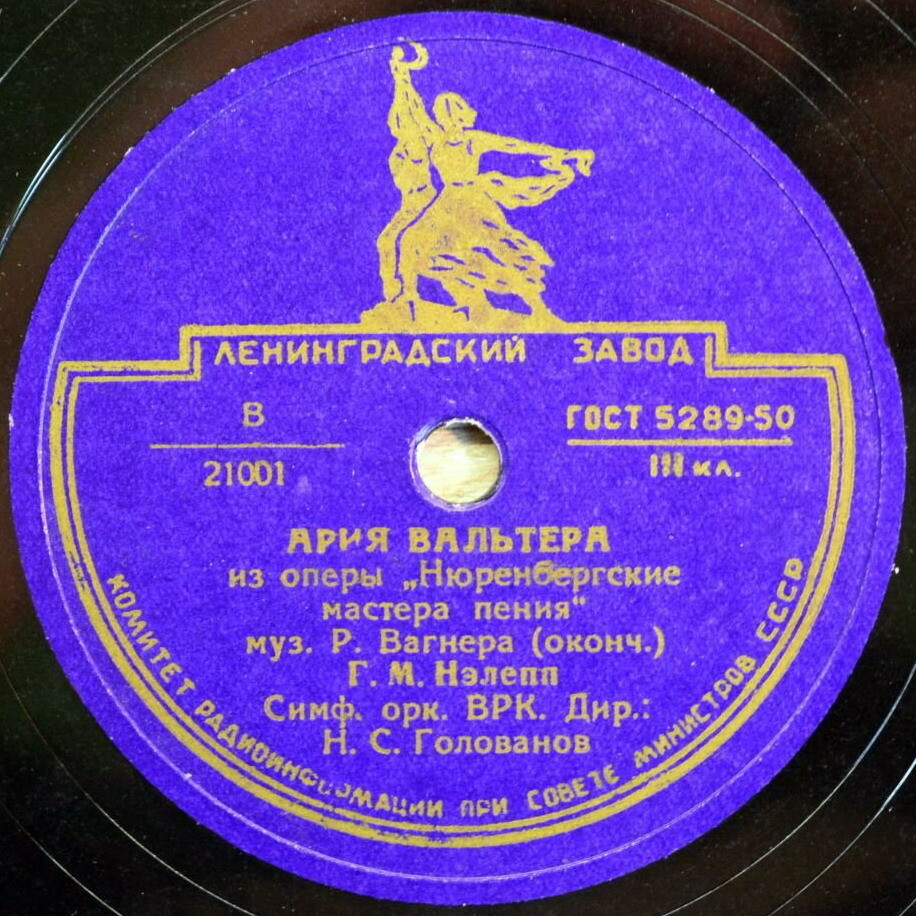 ЛЕНИНГРАДСКИЙ ЗАВОД
В
21001
ГОСТ 5289-50
III кл.
АРИЯ ВАЛЬТЕРА
из оперы „Нюренбергские
мастера пения“
муз. Р. Вагнера (оконч.)
Г. М. Нэлепп
Симф. орк. ВРК. Дир.:
Н. С. Голованов
КОМИТЕТ РАДИОИНФОРМАЦИИ ПРИ СОВЕТЕ МИНИСТРОВ СССР